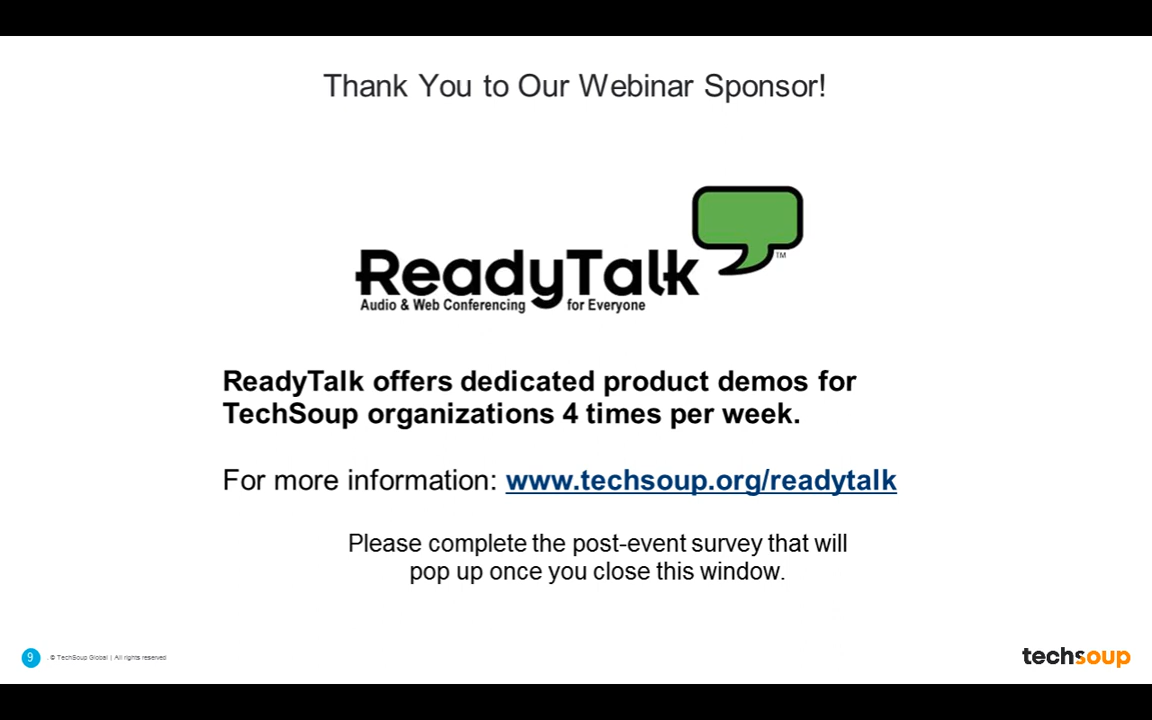 Thank You to Our Webinar Sponsor!
ReadyTalk
TM
Audio & Web Conferencing for Everyone
ReadyTalk offers dedicated product demos for
TechSoup organizations 4 times per week.
For more information: www.techsoup.org/readytalk
Please complete the post-event survey that will
pop up once you close this window.
9 © TechSoup Global | All rights reserved
techsoup